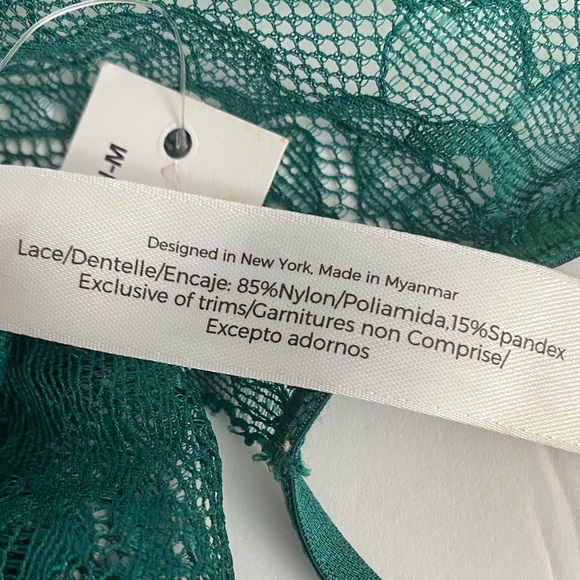 Designed in New York, Made in Myanmar
Lace/Dentelle/Encaje: 85%Nylon/Poliamida,15%Spandex
Exclusive of trims/Garnitures non Comprise/
Excepto adornos